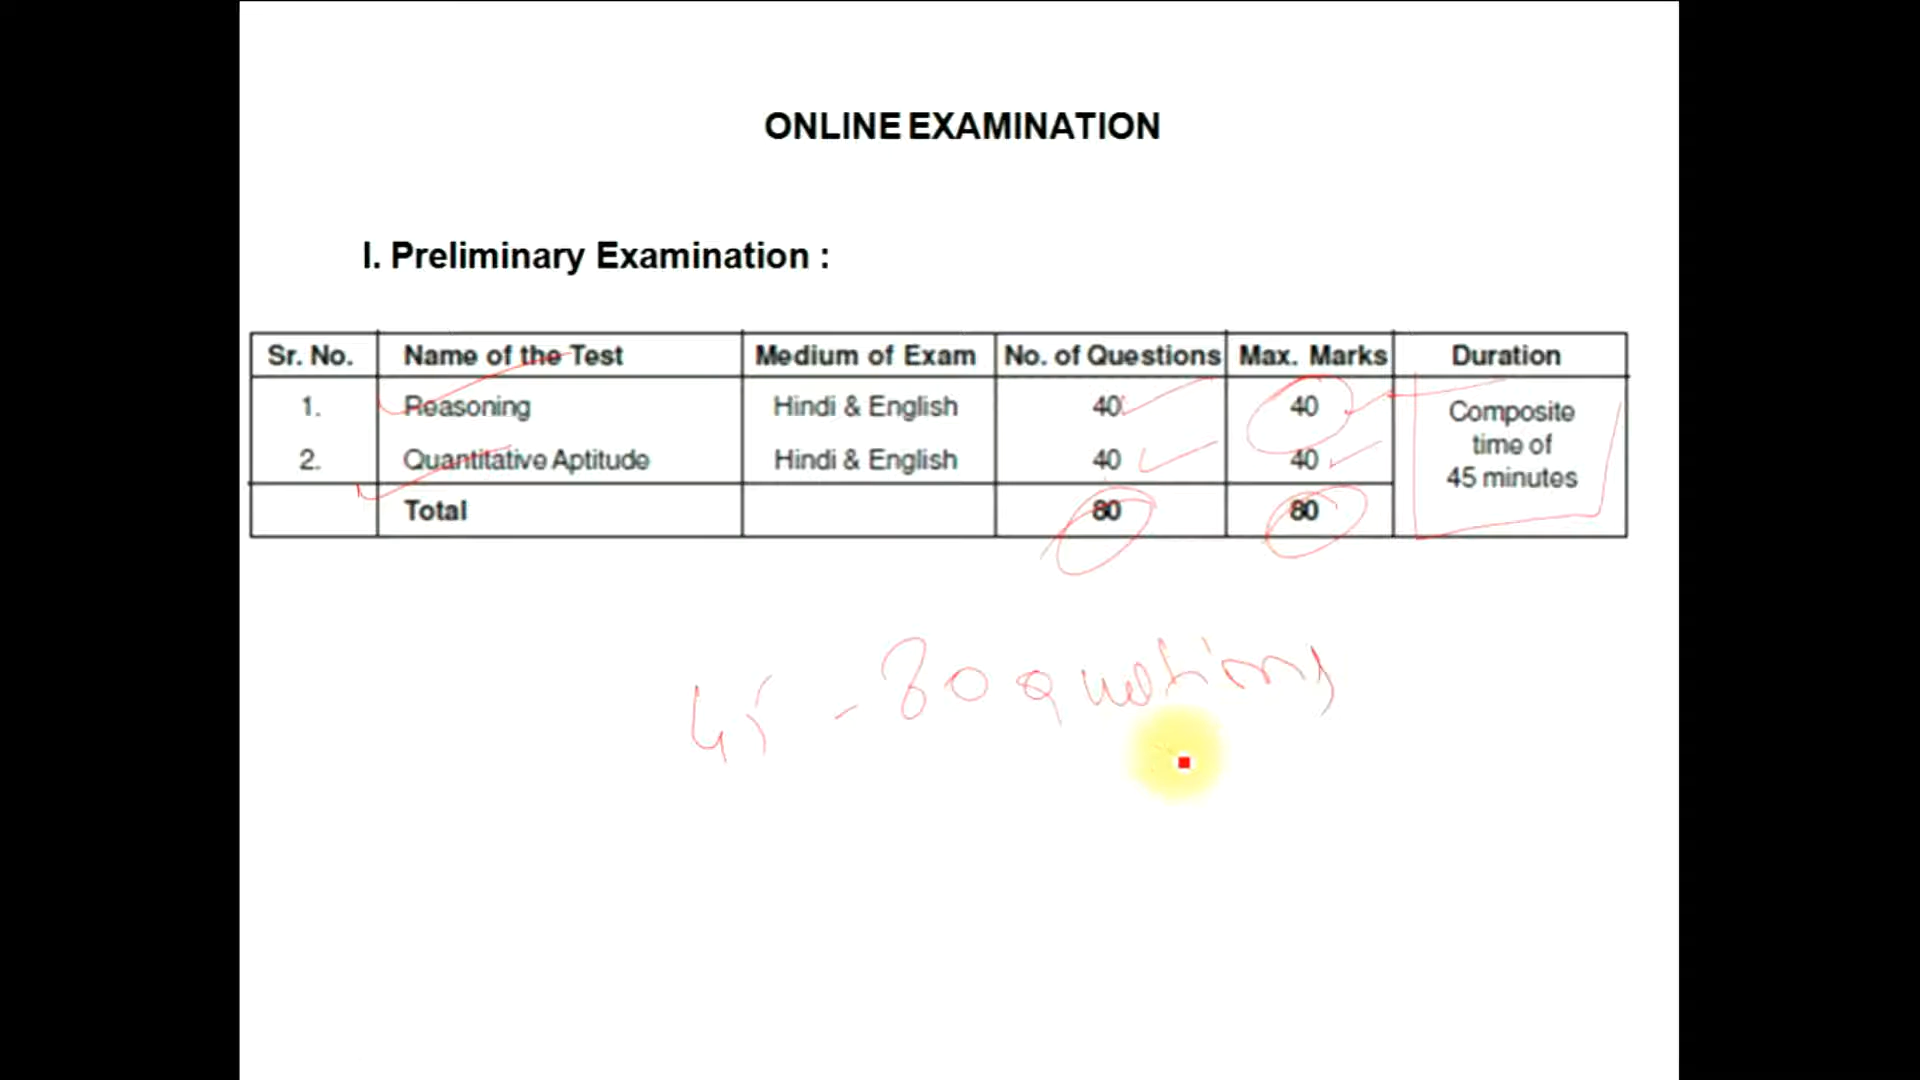 ONLINE EXAMINATION
I. Preliminary Examination :
Sr. No. Name of the Test Medium of Exam No. of Questions Max. Marks Duration
1. Reasoning Hindi & English 40 40 Composite
time of
2. Quantitative Aptitude Hindi & English 40 40 45 minutes
Total 80 80
45 - 80 questions